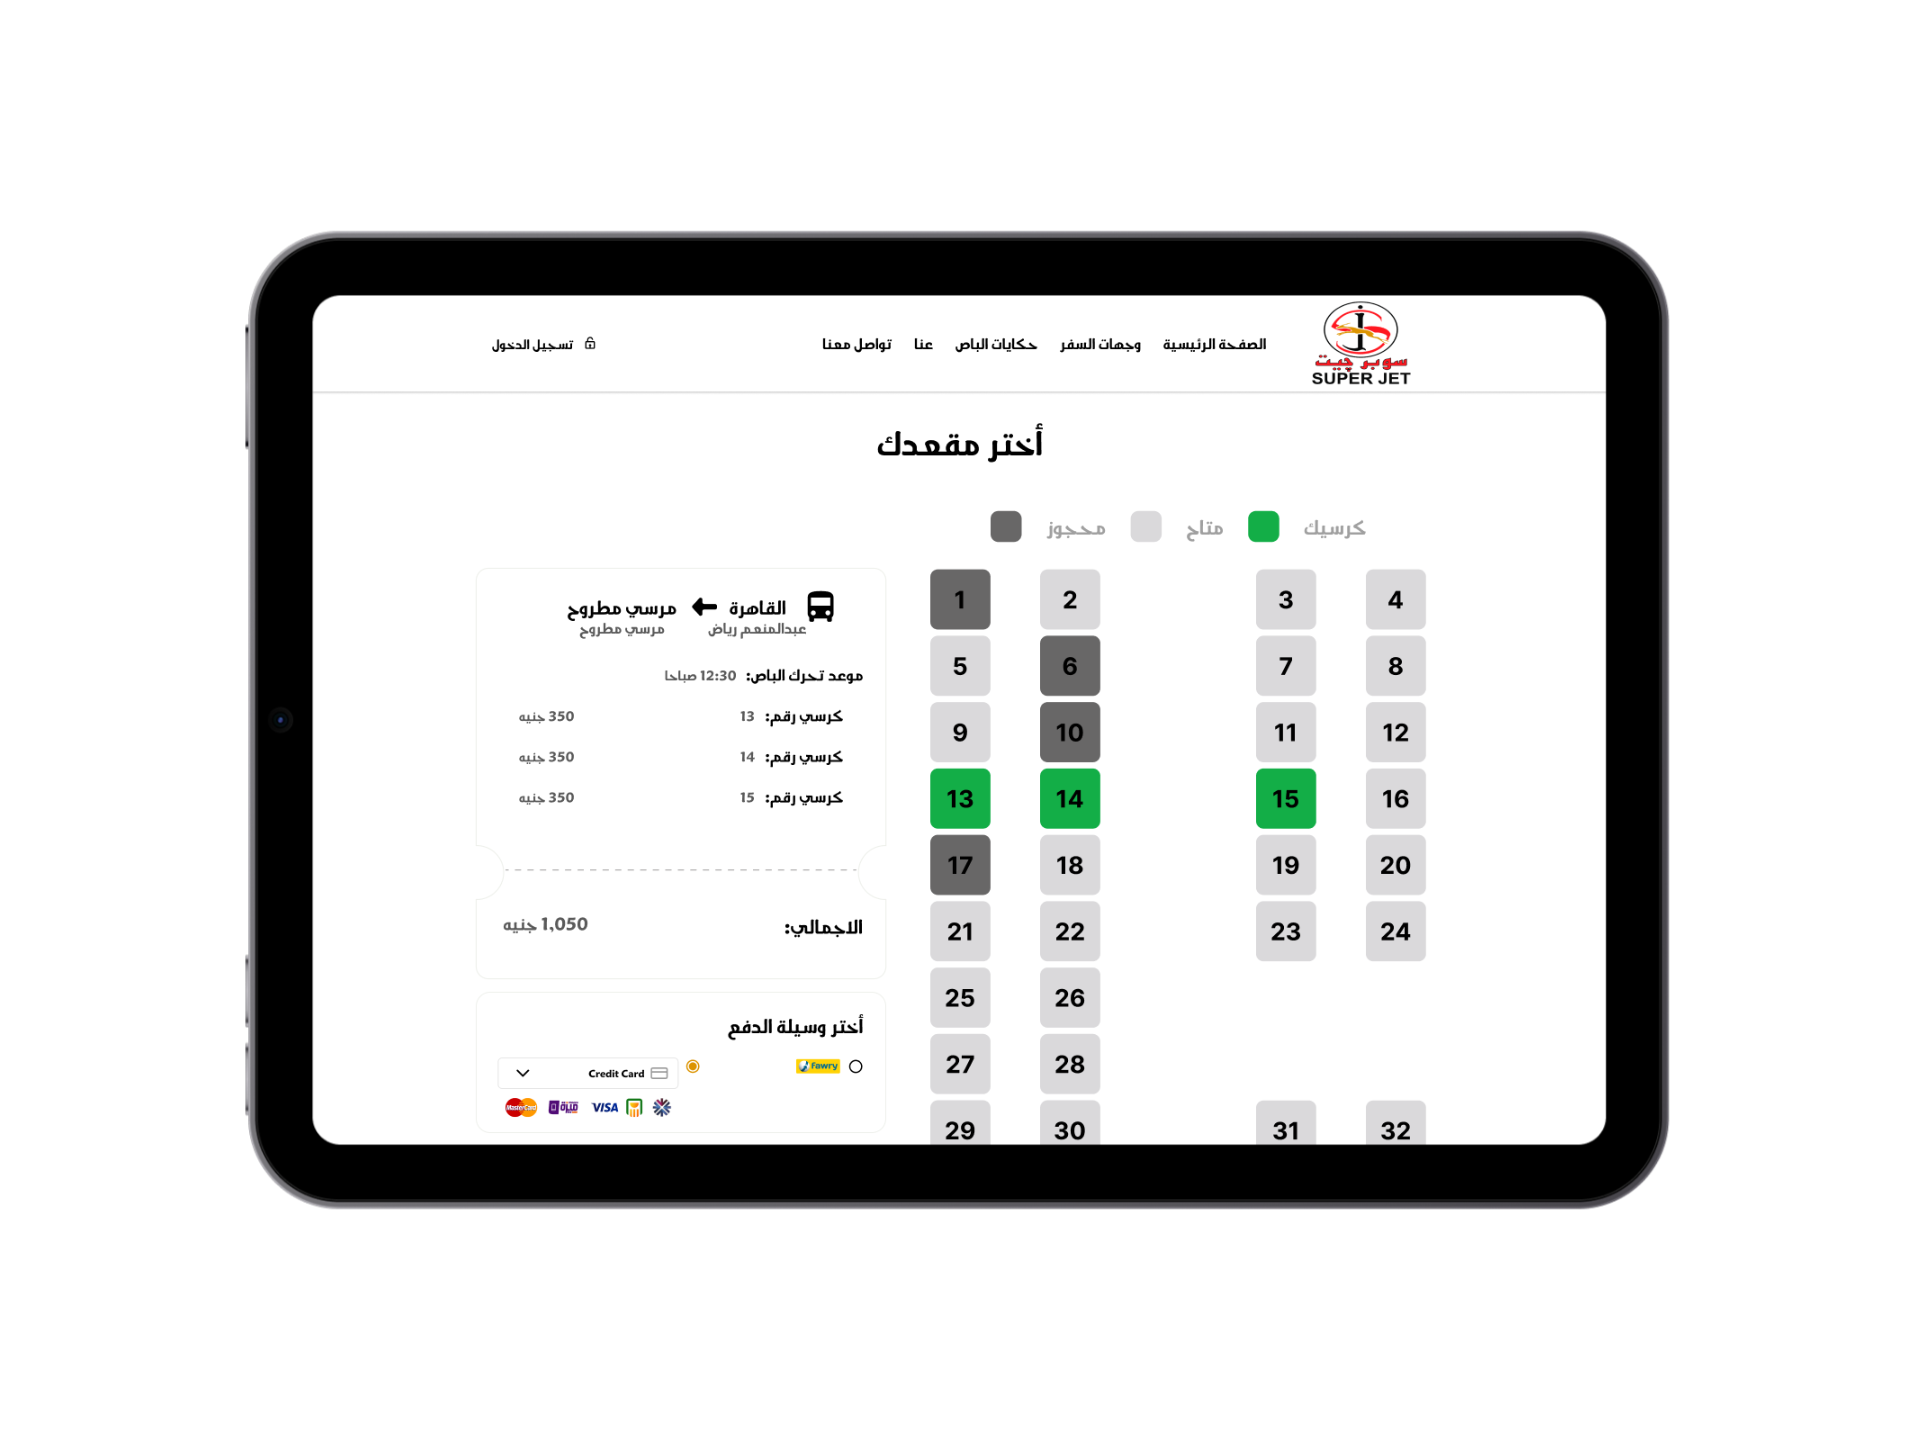 سوبر جيت
SUPER JET
الصفحة الرئيسية وجهات السفر حكايات الباص عنا تواصل معنا
تسجيل الدخول
أختر مقعدك
كرسيك متاح محجوز
1 2 3 4
5 6 7 8
9 10 11 12
13 14 15 16
17 18 19 20
21 22 23 24
25 26
27 28
29 30 31 32
القاهرة مرسي مطروح
عبدالمنعم رياض مرسي مطروح
موعد تحرك الباص: 12:30 صباحا
كرسي رقم: 13 350 جنيه
كرسي رقم: 14 350 جنيه
كرسي رقم: 15 350 جنيه
الاجمالي: 1,050 جنيه
أختر وسيلة الدفع
fawry
Credit Card
VISA
MasterCard